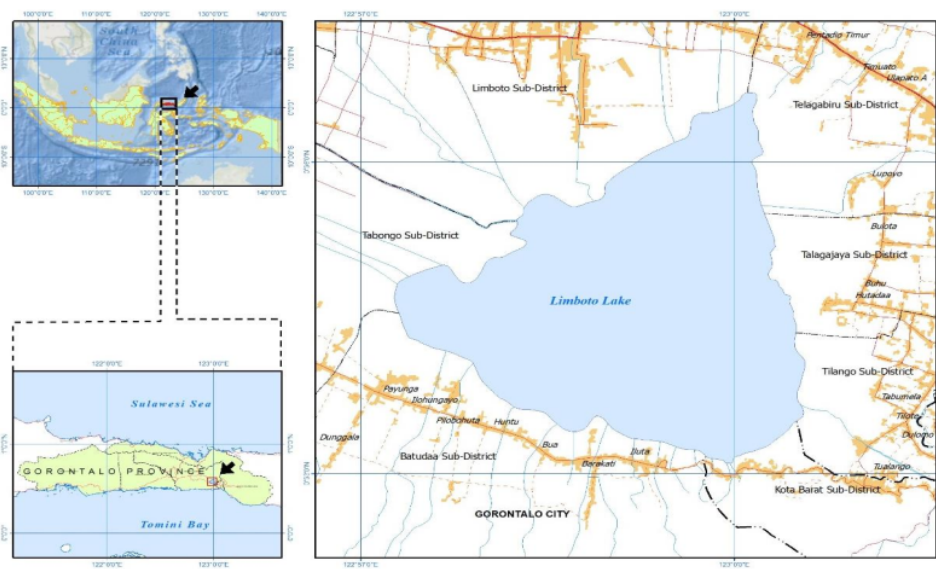 South
China
Sea
100°0'0"E
110°0'0"E
120°0'0"E
130°0'0"E
140°0'0"E
122°0'0"E
123°0'0"E
Sulawesi Sea
GORONTALO PROVINCE
Tomini Bay
122°0'0"E
123°0'0"E
122°57'0"E
123°0'0"E
Pentadio Timur
Timuato
Ulapato A
Limboto Sub-District
Telagabiru Sub-District
Lupoyo
Bulota
Tabongo Sub-District
Talagajaya Sub-District
Buhu
Hutadaa
Limboto Lake
Tilango Sub-District
Payunga
Ilohungayo
Tabumela
Pilobohuta
Huntu
Tilote
Dulomo
Dunggala
Bua
Iluta
Batudaa Sub-District
Barakati
Tualango
Kota Barat Sub-District
GORONTALO CITY
122°57'0"E
123°0'0"E